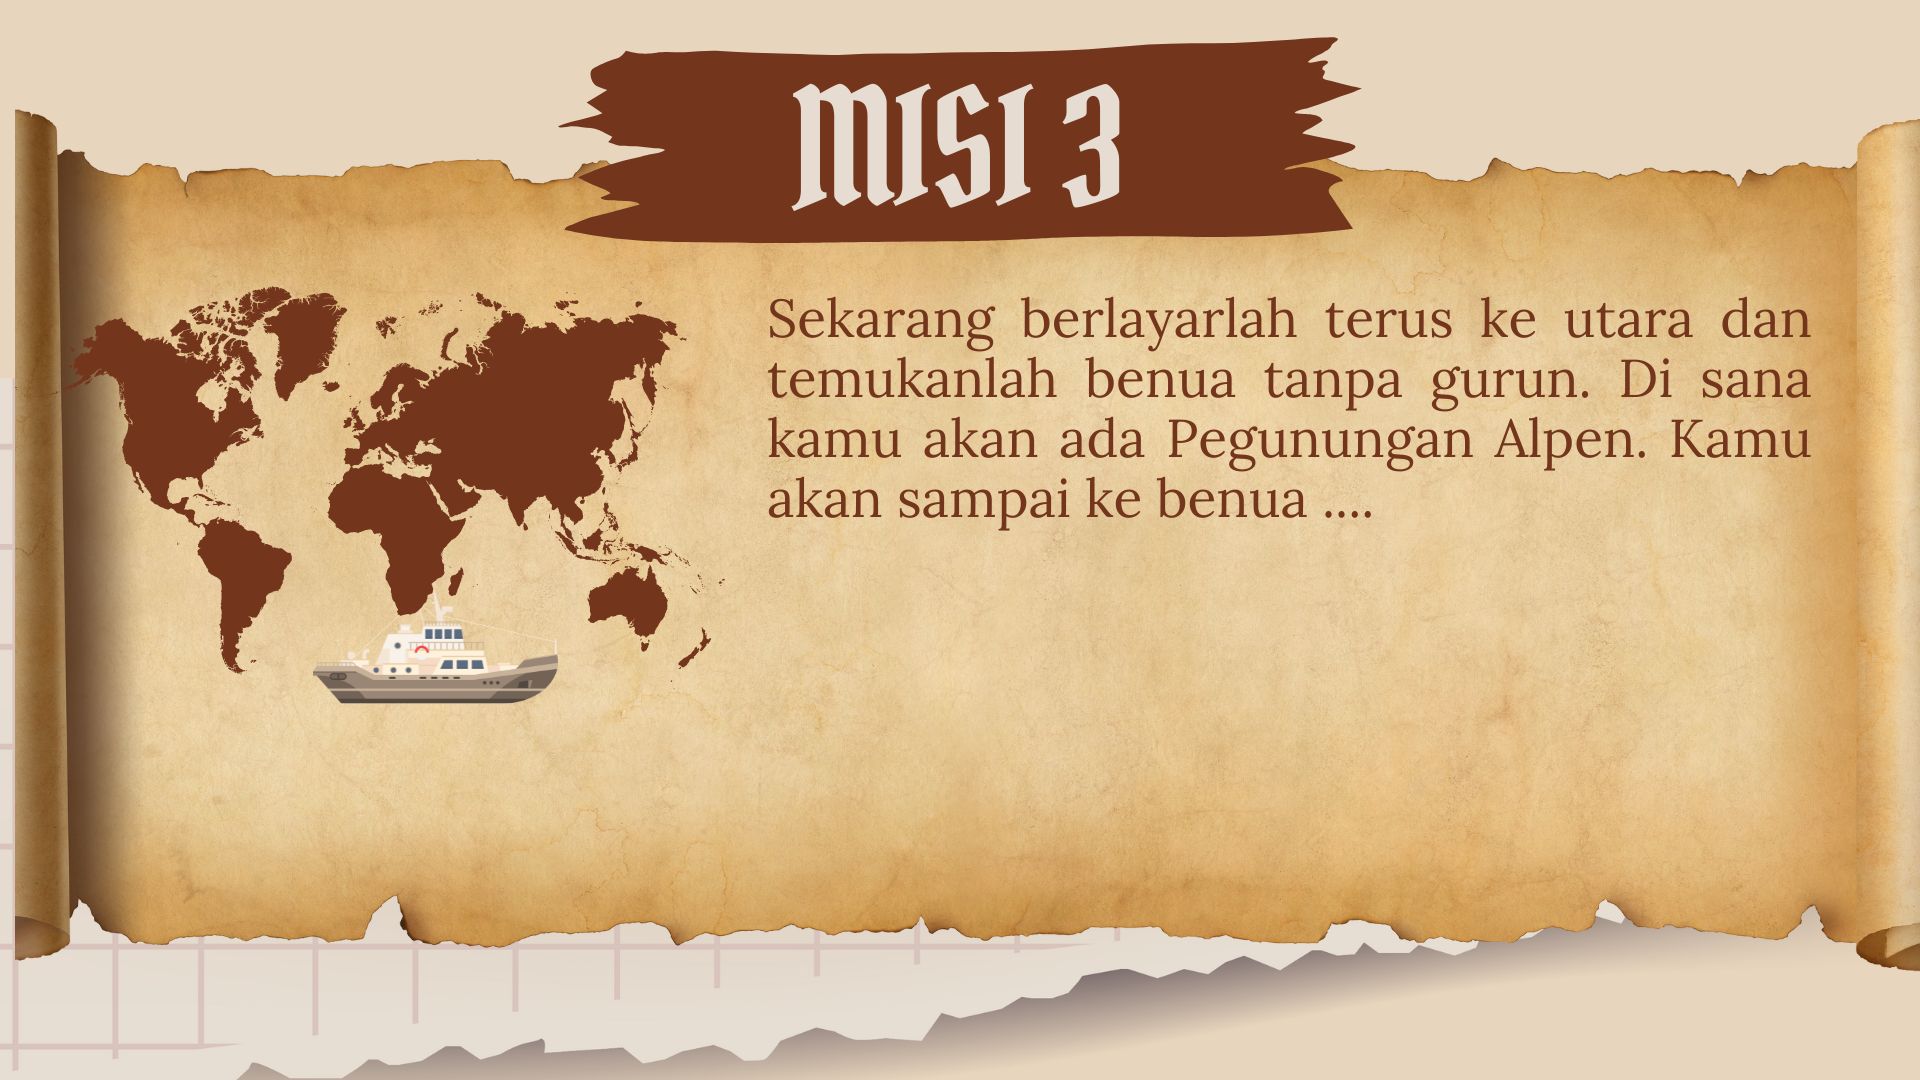 MISI 3
Sekarang berlayarlah terus ke utara dan
temukanlah benua tanpa gurun. Di sana
kamu akan ada Pegunungan Alpen. Kamu
akan sampai ke benua ....